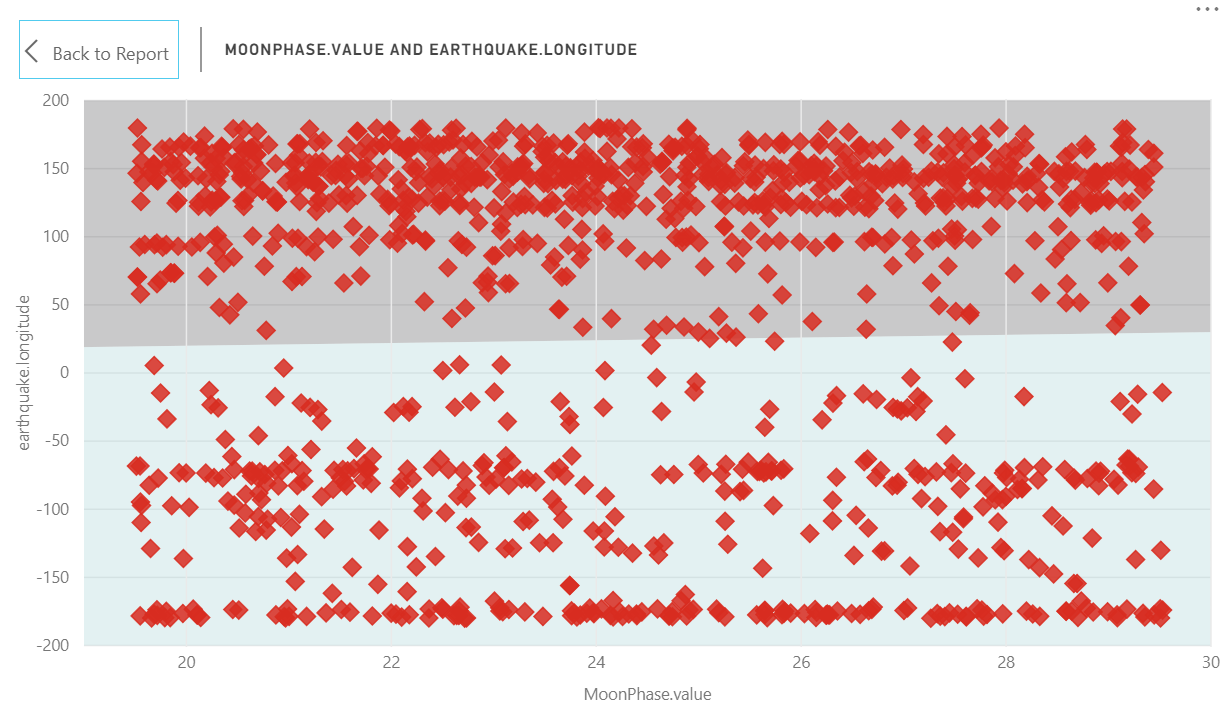 Back to Report
MOONPHASE.VALUE AND EARTHQUAKE.LONGITUDE
200
150
100
50
0
-50
-100
-150
-200
earthquake.longitude
20 22 24 26 28 30
MoonPhase.value